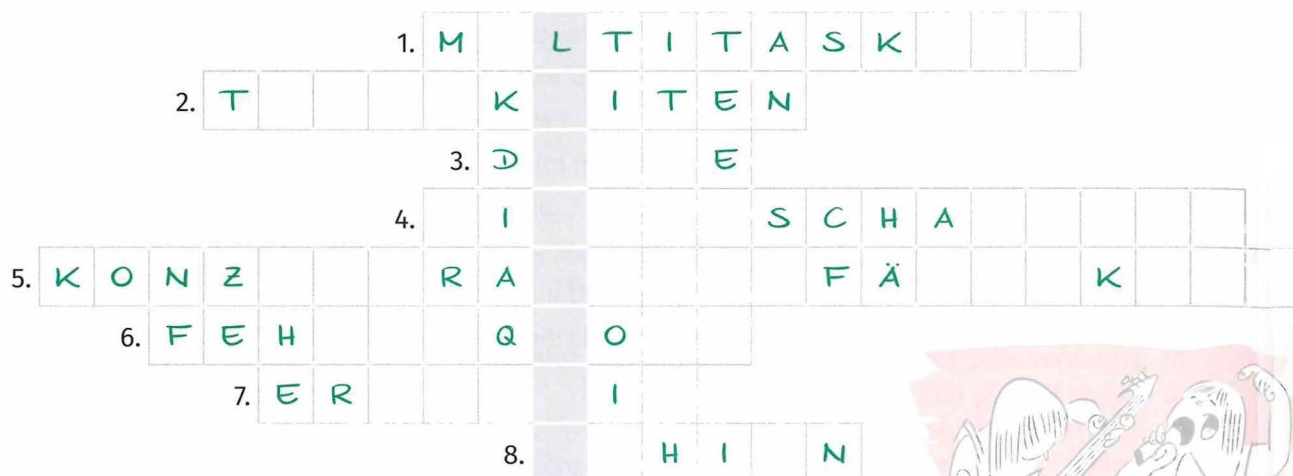 1. M L T I T A S K
2. T K I T E N
3. D E
4. I S C H A
5. K O N Z R A F Ä K
6. F E H Q O
7. E R I
8. H I N